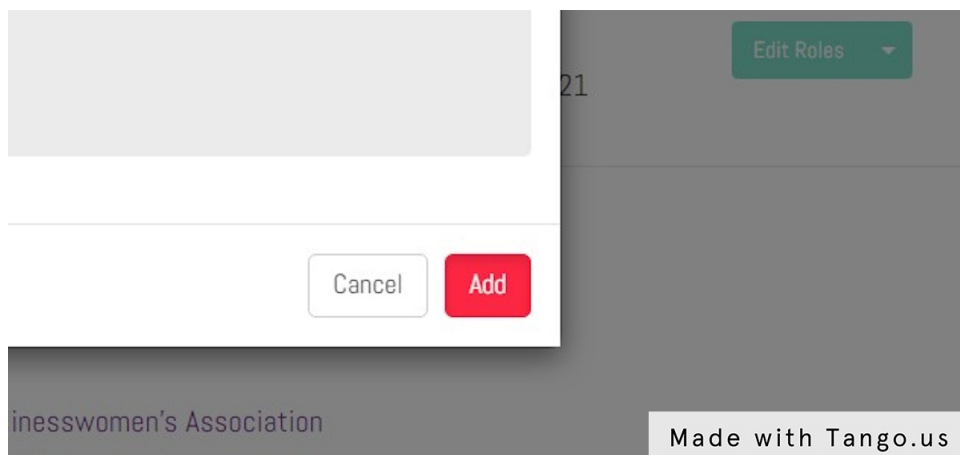 Edit Roles
21
Cancel
Add
inesswomen's Association
Made with Tango.us